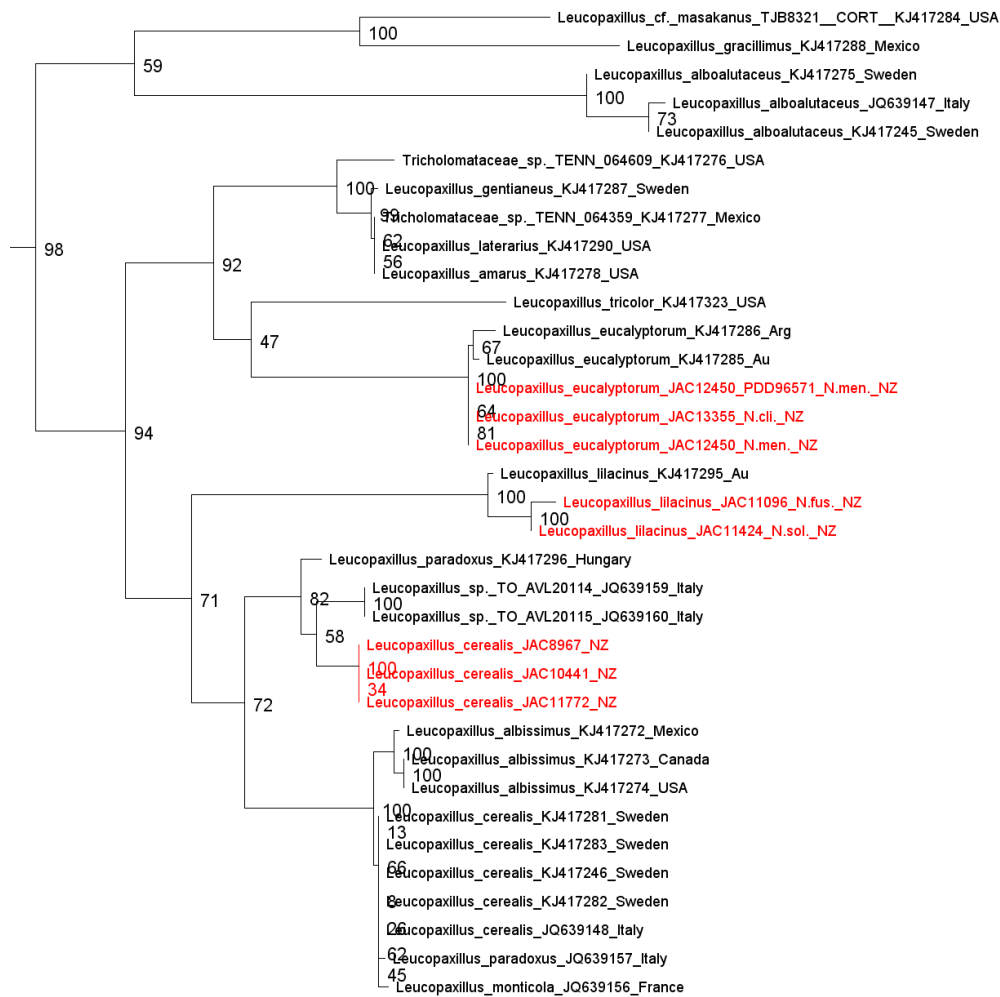 Leucopaxillus_cf._masakanus_TJB8321__CORT__KJ417284_USA
100
Leucopaxillus_gracillimus_KJ417288_Mexico
59
Leucopaxillus_alboalutaceus_KJ417275_Sweden
100
Leucopaxillus_alboalutaceus_JQ639147_Italy
73
Leucopaxillus_alboalutaceus_KJ417245_Sweden
Tricholomataceae_sp._TENN_064609_KJ417276_USA
100
Leucopaxillus_gentianeus_KJ417287_Sweden
99
Tricholomataceae_sp._TENN_064359_KJ417277_Mexico
62
Leucopaxillus_laterarius_KJ417290_USA
98
56
92
Leucopaxillus_amarus_KJ417278_USA
Leucopaxillus_tricolor_KJ417323_USA
Leucopaxillus_eucalyptorum_KJ417286_Arg
47
67
Leucopaxillus_eucalyptorum_KJ417285_Au
100
Leucopaxillus_eucalyptorum_JAC12450_PDD96571_N.men._NZ
64
Leucopaxillus_eucalyptorum_JAC13355_N.cli._NZ
94
81
Leucopaxillus_eucalyptorum_JAC12450_N.men._NZ
Leucopaxillus_lilacinus_KJ417295_Au
100
Leucopaxillus_lilacinus_JAC11096_N.fus._NZ
100
Leucopaxillus_lilacinus_JAC11424_N.sol._NZ
Leucopaxillus_paradoxus_KJ417296_Hungary
Leucopaxillus_sp._TO_AVL20114_JQ639159_Italy
71
82
100
Leucopaxillus_sp._TO_AVL20115_JQ639160_Italy
58
Leucopaxillus_cerealis_JAC8967_NZ
100
Leucopaxillus_cerealis_JAC10441_NZ
34
72
Leucopaxillus_cerealis_JAC11772_NZ
Leucopaxillus_albissimus_KJ417272_Mexico
100
Leucopaxillus_albissimus_KJ417273_Canada
100
Leucopaxillus_albissimus_KJ417274_USA
100
Leucopaxillus_cerealis_KJ417281_Sweden
13
Leucopaxillus_cerealis_KJ417283_Sweden
66
Leucopaxillus_cerealis_KJ417246_Sweden
Leucopaxillus_cerealis_KJ417282_Sweden
26
Leucopaxillus_cerealis_JQ639148_Italy
62
Leucopaxillus_paradoxus_JQ639157_Italy
45
Leucopaxillus_monticola_JQ639156_France